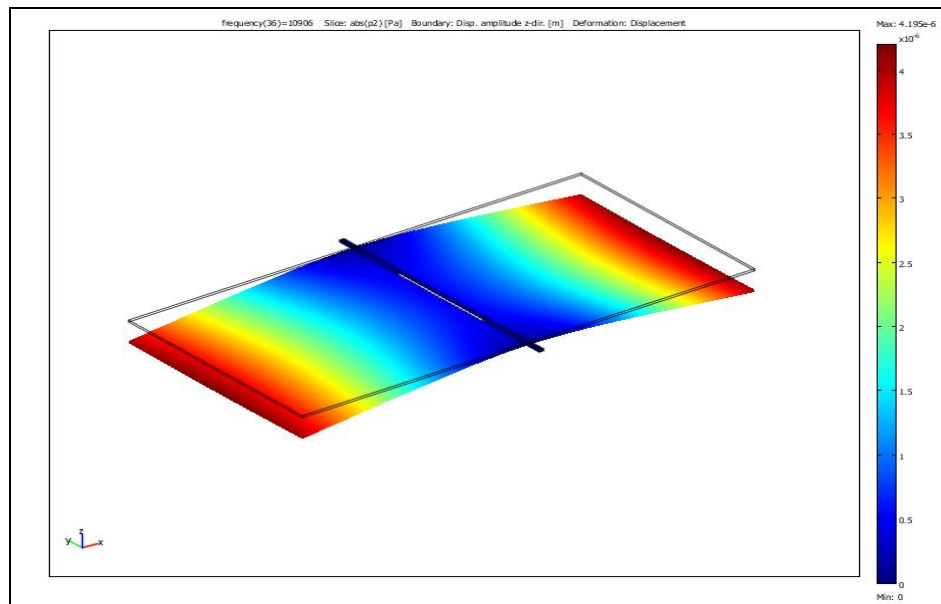 frequency(36)=10906 Slice: abs(p2) [Pa] Boundary: Disp. amplitude z-dir. [m] Deformation: Displacement
Max: 4.195e-6
x10⁻⁶
4
3.5
3
2.5
2
1.5
1
0.5
0
Min: 0
z
y x